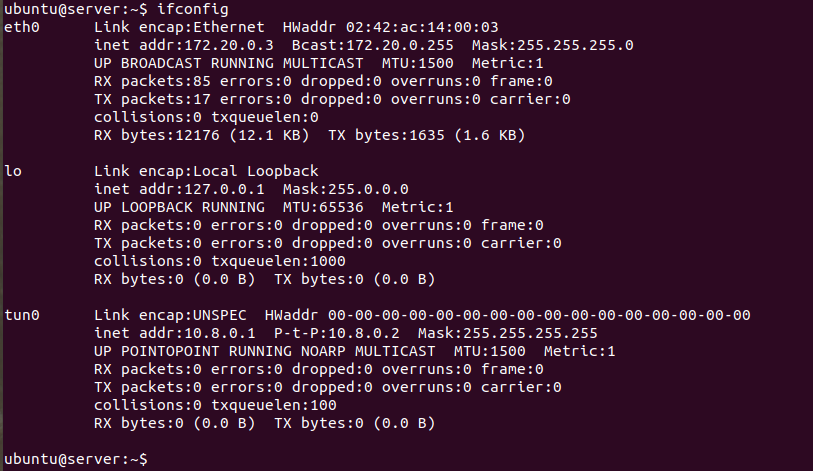 ubuntu@server:~$ ifconfig
eth0      Link encap:Ethernet  HWaddr 02:42:ac:14:00:03
          inet addr:172.20.0.3  Bcast:172.20.0.255  Mask:255.255.255.0
          UP BROADCAST RUNNING MULTICAST  MTU:1500  Metric:1
          RX packets:85 errors:0 dropped:0 overruns:0 frame:0
          TX packets:17 errors:0 dropped:0 overruns:0 carrier:0
          collisions:0 txqueuelen:0
          RX bytes:12176 (12.1 KB)  TX bytes:1635 (1.6 KB)

lo        Link encap:Local Loopback
          inet addr:127.0.0.1  Mask:255.0.0.0
          UP LOOPBACK RUNNING  MTU:65536  Metric:1
          RX packets:0 errors:0 dropped:0 overruns:0 frame:0
          TX packets:0 errors:0 dropped:0 overruns:0 carrier:0
          collisions:0 txqueuelen:1000
          RX bytes:0 (0.0 B)  TX bytes:0 (0.0 B)

tun0      Link encap:UNSPEC  HWaddr 00-00-00-00-00-00-00-00-00-00-00-00-00-00-00-00
          inet addr:10.8.0.1  P-t-P:10.8.0.2  Mask:255.255.255.255
          UP POINTOPOINT RUNNING NOARP MULTICAST  MTU:1500  Metric:1
          RX packets:0 errors:0 dropped:0 overruns:0 frame:0
          TX packets:0 errors:0 dropped:0 overruns:0 carrier:0
          collisions:0 txqueuelen:100
          RX bytes:0 (0.0 B)  TX bytes:0 (0.0 B)

ubuntu@server:~$